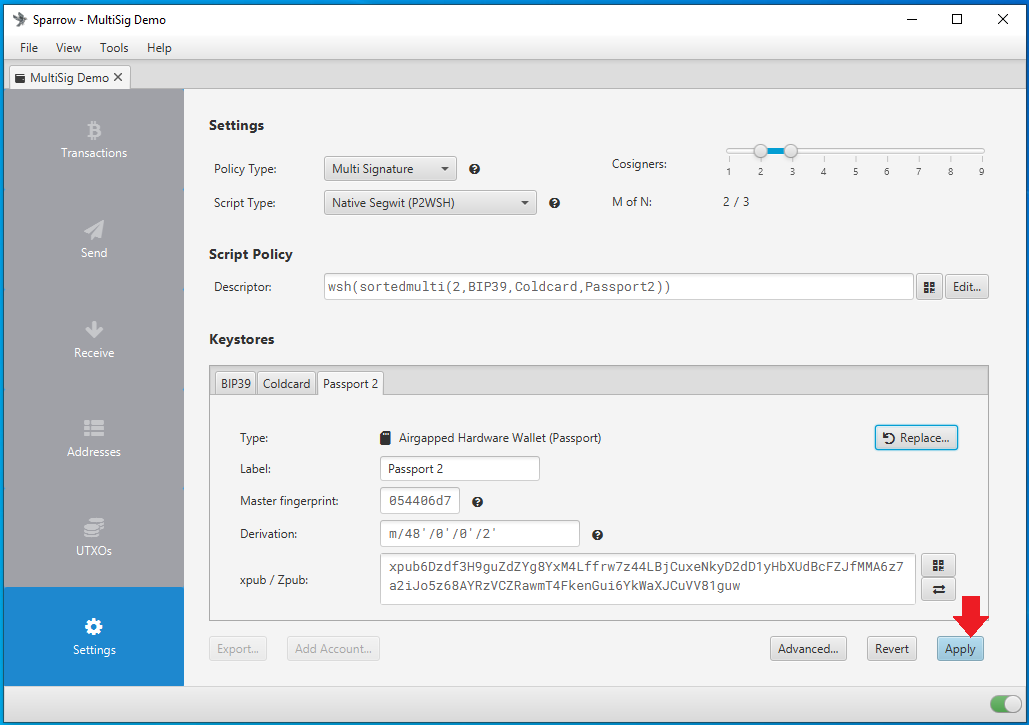 Sparrow - MultiSig Demo
File View Tools Help
MultiSig Demo
Transactions
Send
Receive
Addresses
UTXOs
Settings
Settings
Policy Type: Multi Signature
Cosigners: 1 2 3 4 5 6 7 8 9
Script Type: Native Segwit (P2WSH)
M of N: 2 / 3
Script Policy
Descriptor: wsh(sortedmulti(2,BIP39,Coldcard,Passport2)) Edit...
Keystores
BIP39 Coldcard Passport 2
Type: Airgapped Hardware Wallet (Passport) Replace...
Label: Passport 2
Master fingerprint: 054406d7
Derivation: m/48'/0'/0'/2'
xpub / Zpub: xpub6Dzdf3H9guZdZYg8YxM4Lffrw7z44LBjCuxeNkyD2dD1yHbXUdBcFZJfMMA6z7
a2iJo5z68AYRzVCZRawmT4FkenGui6YkWaXJCuVV81guw
Export... Add Account... Advanced... Revert Apply